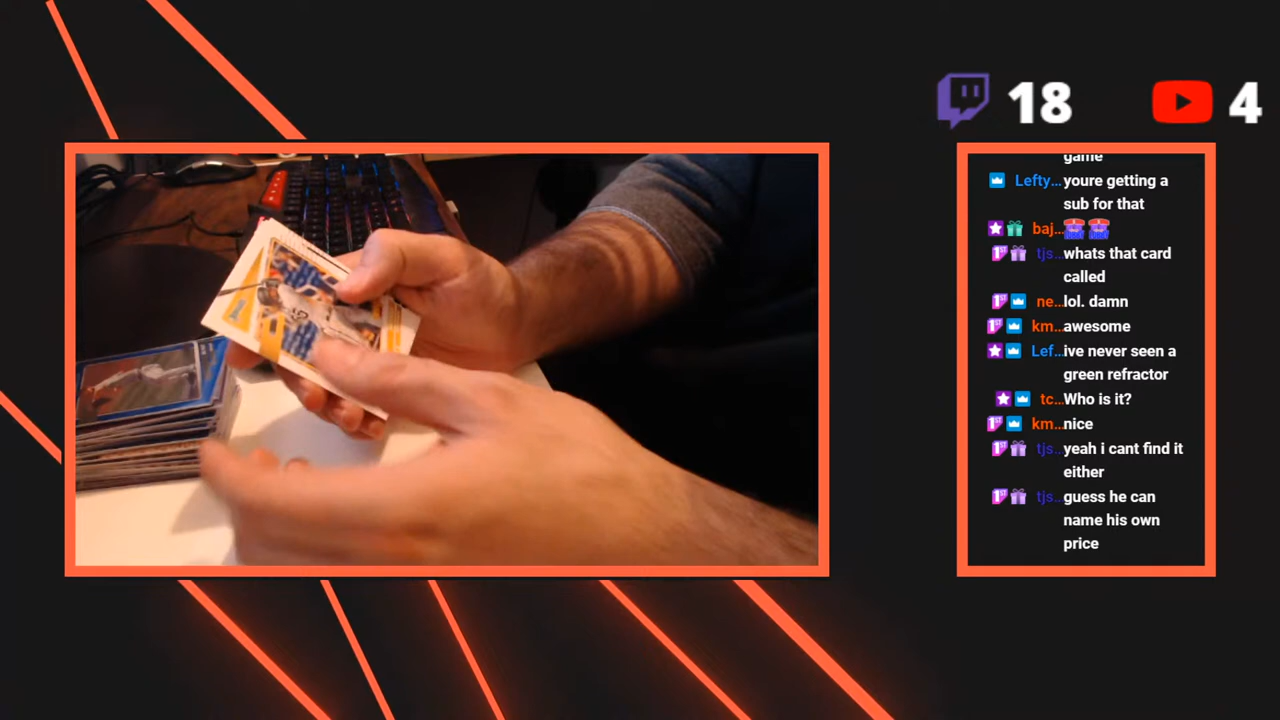 18
4
game
Lefty... youre getting a
sub for that
baj...
tjs... whats that card
called
ne... lol. damn
km... awesome
Lef... ive never seen a
green refractor
tc... Who is it?
km... nice
tjs... yeah i cant find it
either
tjs... guess he can
name his own
price